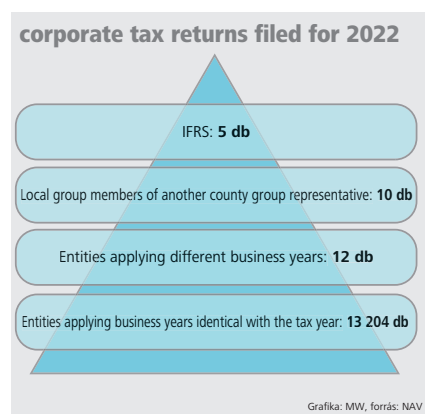 corporate tax returns filed for 2022
IFRS: 5 db
Local group members of another county group representative: 10 db
Entities applying different business years: 12 db
Entities applying business years identical with the tax year: 13 204 db
Grafika: MW, forrás: NAV